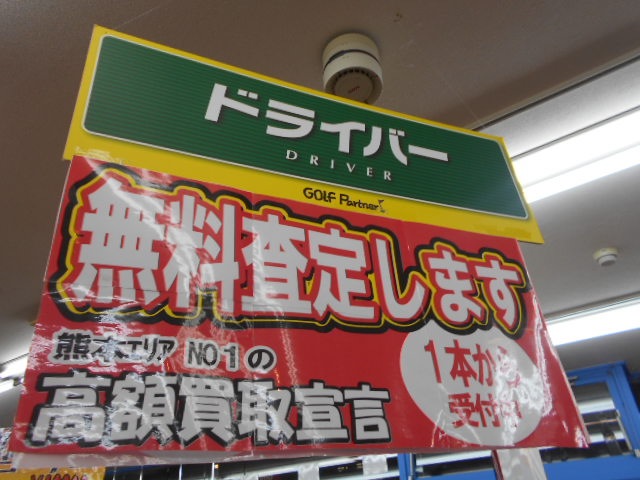 ドライバー
DRIVER
GOLF Partner
無料査定します
熊本エリア NO1の
高額買取宣言
1本から
受付